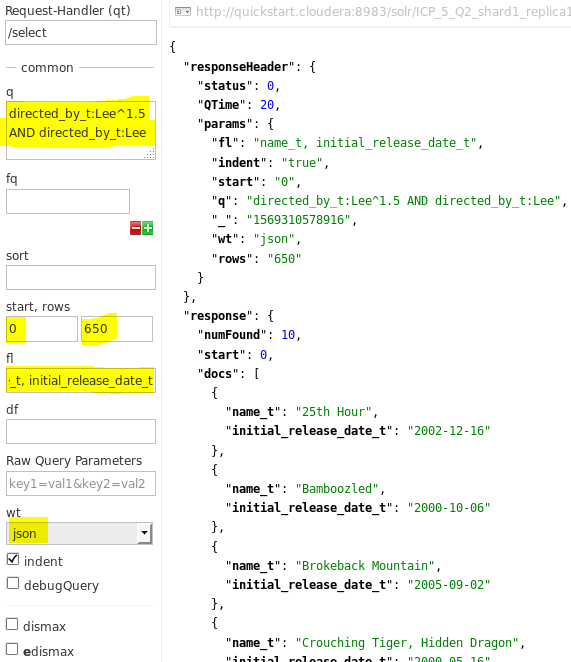 Request-Handler (qt)
/select
common
q
directed_by_t:Lee^1.5
AND directed_by_t:Lee
fq
sort
start, rows
0
650
fl
_t, initial_release_date_t
df
Raw Query Parameters
key1=val1&key2=val2
wt
json
indent
debugQuery
dismax
edismax
http://quickstart.cloudera:8983/solr/ICP_5_Q2_shard1_replica1
{
"responseHeader": {
"status": 0,
"QTime": 20,
"params": {
"fl": "name_t, initial_release_date_t",
"indent": "true",
"start": "0",
"q": "directed_by_t:Lee^1.5 AND directed_by_t:Lee",
"_": "1569310578916",
"wt": "json",
"rows": "650"
}
},
"response": {
"numFound": 10,
"start": 0,
"docs": [
{
"name_t": "25th Hour",
"initial_release_date_t": "2002-12-16"
},
{
"name_t": "Bamboozled",
"initial_release_date_t": "2000-10-06"
},
{
"name_t": "Brokeback Mountain",
"initial_release_date_t": "2005-09-02"
},
{
"name_t": "Crouching Tiger, Hidden Dragon",
"initial_release_date_t": "2000-05-16"